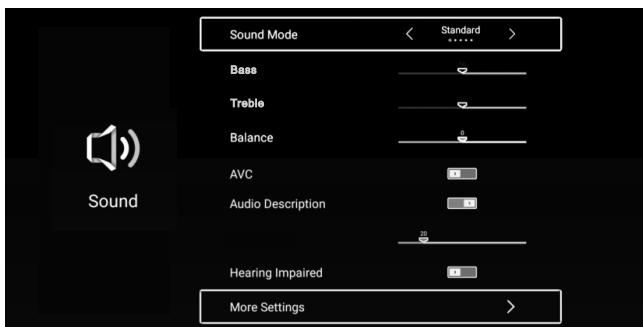 Sound Mode
Standard
Bass
Treble
Balance
0
AVC
Sound
Audio Description
20
Hearing Impaired
More Settings